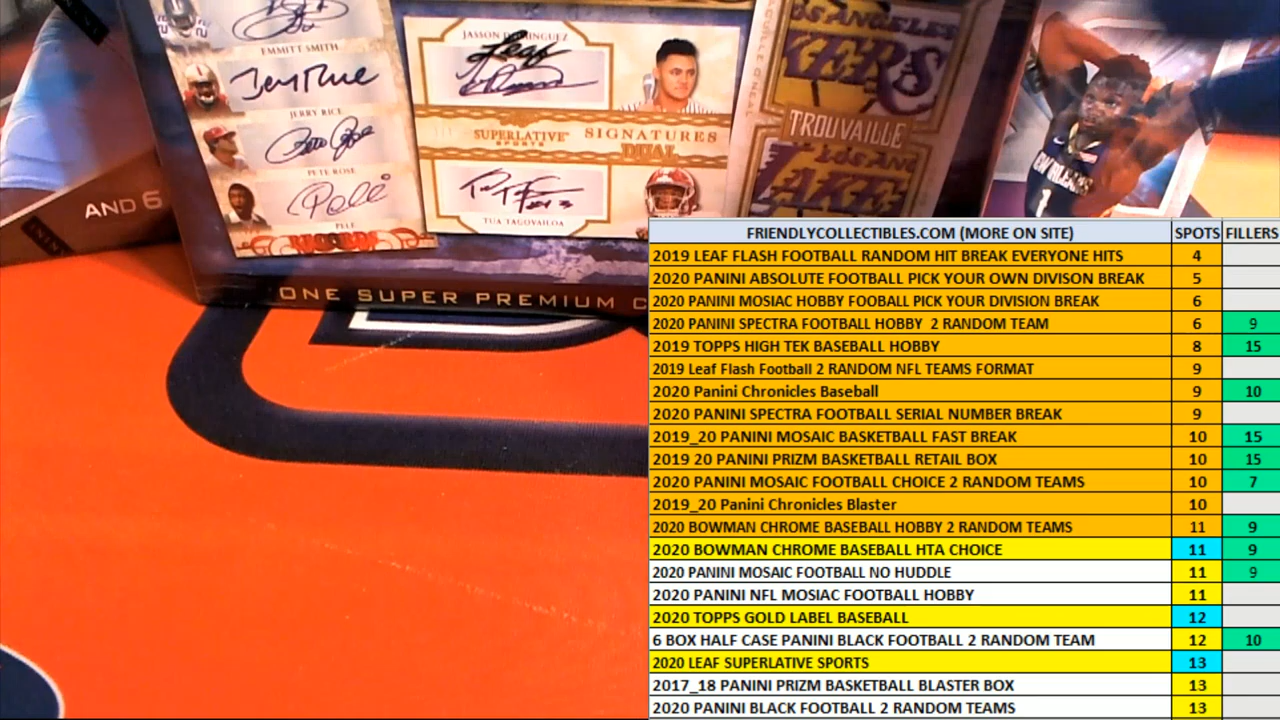 EMMITT SMITH
JERRY RICE
PETE ROSE
PELÉ
JASSON DOMINGUEZ
Leaf
SUPERLATIVE SPORTS
SIGNATURES
DUAL
TUA TAGOVAILOA
SHAQUILLE O'NEAL
LOS ANGELES
TROUVAILLE
AND 6
ONE SUPER PREMIUM C
1
FRIENDLYCOLLECTIBLES.COM (MORE ON SITE) SPOTS FILLERS
2019 LEAF FLASH FOOTBALL RANDOM HIT BREAK EVERYONE HITS 4
2020 PANINI ABSOLUTE FOOTBALL PICK YOUR OWN DIVISON BREAK 5
2020 PANINI MOSIAC HOBBY FOOBALL PICK YOUR DIVISION BREAK 6
2020 PANINI SPECTRA FOOTBALL HOBBY 2 RANDOM TEAM 6 9
2019 TOPPS HIGH TEK BASEBALL HOBBY 8 15
2019 Leaf Flash Football 2 RANDOM NFL TEAMS FORMAT 9
2020 Panini Chronicles Baseball 9 10
2020 PANINI SPECTRA FOOTBALL SERIAL NUMBER BREAK 9
2019_20 PANINI MOSAIC BASKETBALL FAST BREAK 10 15
2019 20 PANINI PRIZM BASKETBALL RETAIL BOX 10 15
2020 PANINI MOSAIC FOOTBALL CHOICE 2 RANDOM TEAMS 10 7
2019_20 Panini Chronicles Blaster 10
2020 BOWMAN CHROME BASEBALL HOBBY 2 RANDOM TEAMS 11 9
2020 BOWMAN CHROME BASEBALL HTA CHOICE 11 9
2020 PANINI MOSAIC FOOTBALL NO HUDDLE 11 9
2020 PANINI NFL MOSIAC FOOTBALL HOBBY 11
2020 TOPPS GOLD LABEL BASEBALL 12
6 BOX HALF CASE PANINI BLACK FOOTBALL 2 RANDOM TEAM 12 10
2020 LEAF SUPERLATIVE SPORTS 13
2017_18 PANINI PRIZM BASKETBALL BLASTER BOX 13
2020 PANINI BLACK FOOTBALL 2 RANDOM TEAMS 13